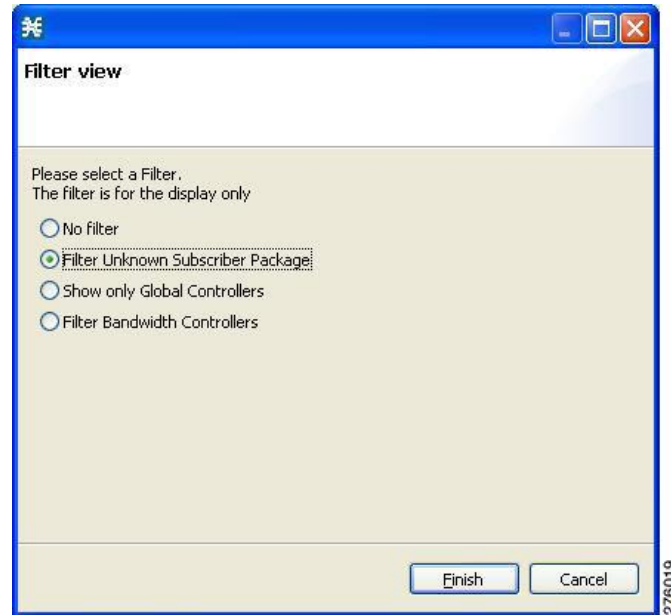 Filter view
Please select a Filter.
The filter is for the display only
No filter
Filter Unknown Subscriber Package
Show only Global Controllers
Filter Bandwidth Controllers
Finish
Cancel